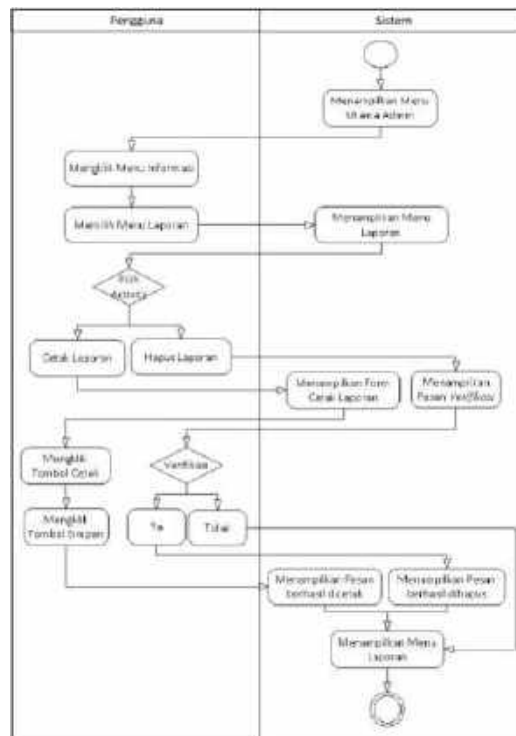 Pengguna
Sistem
Menampilkan Menu
Utama Admin
Mengklik Menu Informasi
Memilih Menu Laporan
Menampilkan Menu
Laporan
Pilih
Activity
Cetak Laporan
Hapus Laporan
Menampilkan Form
Cetak Laporan
Menampilkan
Pesan Verifikasi
Mengklik
Tombol Cetak
Verifikasi
Mengklik
Tombol Simpan
Ya
Tidak
Menampilkan Pesan
berhasil dicetak
Menampilkan Pesan
berhasil dihapus
Menampilkan Menu
Laporan